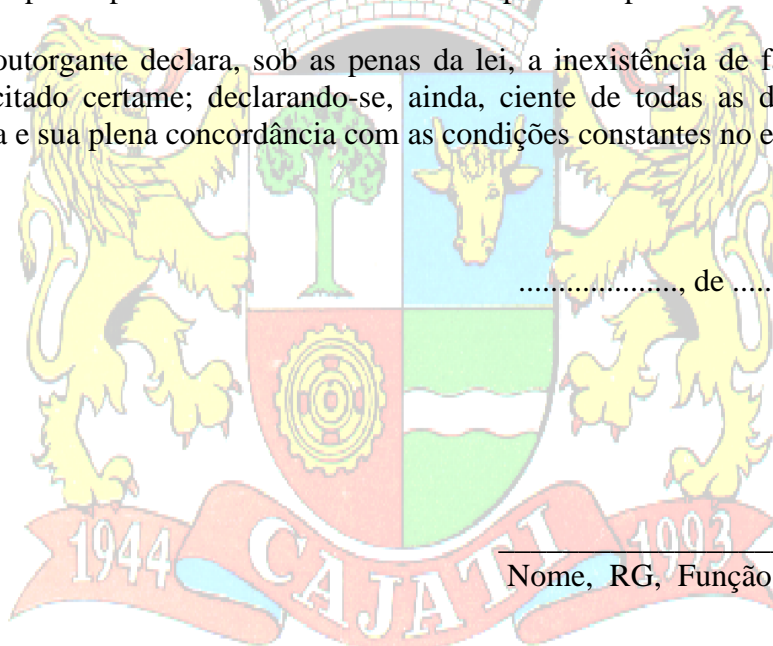 outorgante declara, sob as penas da lei, a inexistência de f
citado certame; declarando-se, ainda, ciente de todas as d
a e sua plena concordância com as condições constantes no e
..................., de .....
1944 CAJATI 1993
Nome, RG, Função